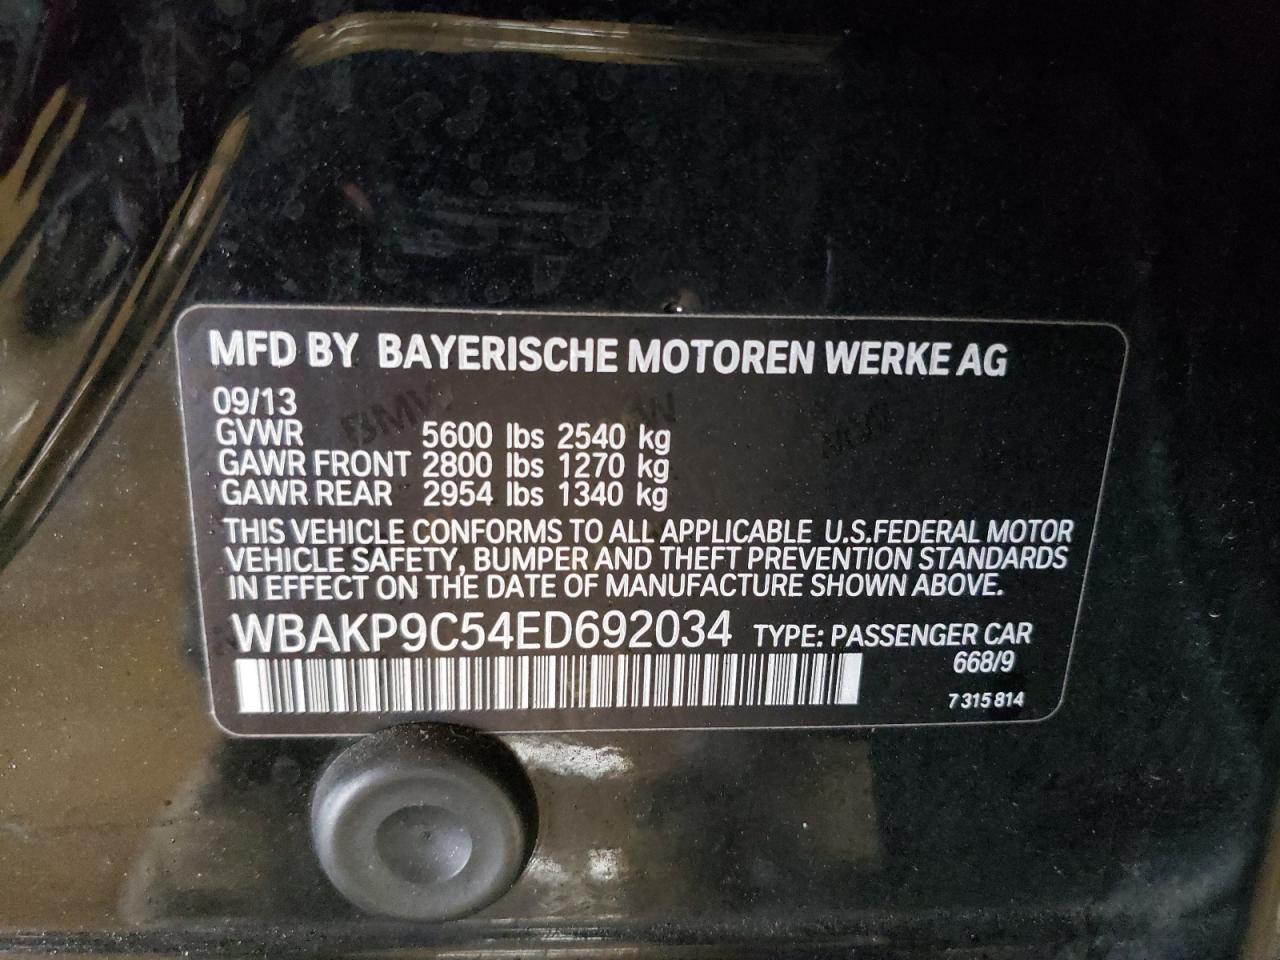 MFD BY BAYERISCHE MOTOREN WERKE AG
09/13
GVWR 5600 lbs 2540 kg
GAWR FRONT 2800 lbs 1270 kg
GAWR REAR 2954 lbs 1340 kg
THIS VEHICLE CONFORMS TO ALL APPLICABLE U.S.FEDERAL MOTOR
VEHICLE SAFETY, BUMPER AND THEFT PREVENTION STANDARDS
IN EFFECT ON THE DATE OF MANUFACTURE SHOWN ABOVE.
WBAKP9C54ED692034 TYPE: PASSENGER CAR
668/9
7 315 814